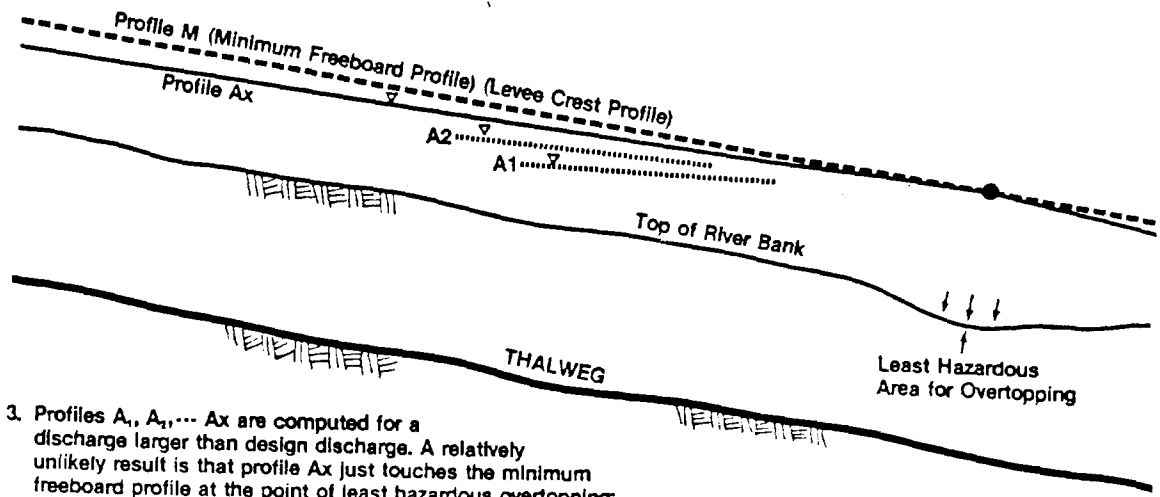 Profile M (Minimum Freeboard Profile) (Levee Crest Profile)
Profile Ax
A2
A1
Top of River Bank
Least Hazardous
Area for Overtopping
THALWEG
3. Profiles A₁, A₂, ··· Ax are computed for a
discharge larger than design discharge. A relatively
unlikely result is that profile Ax just touches the minimum
freeboard profile at the point of least hazardous overtopping;